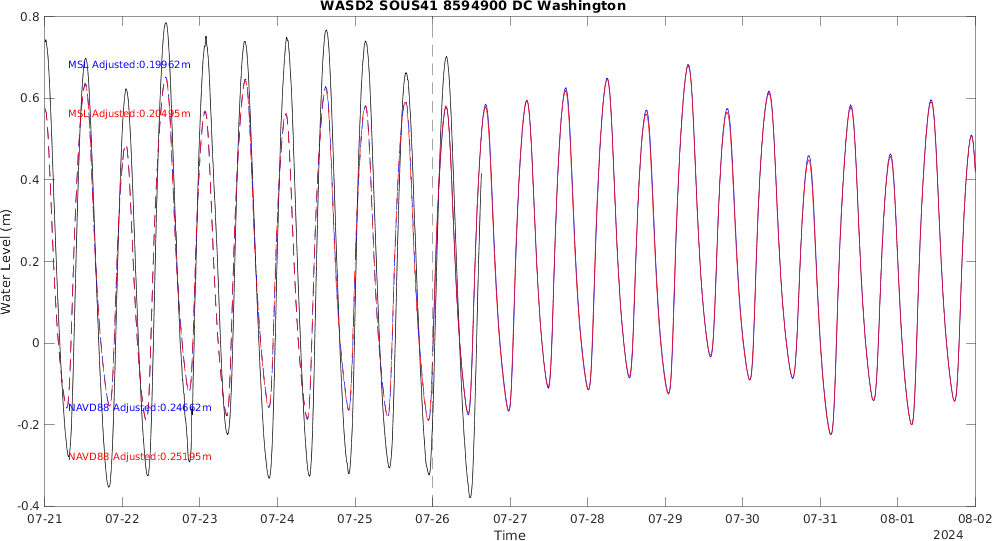 WASD2 SOUS41 8594900 DC Washington
0.8
0.6
0.4
0.2
0
-0.2
-0.4
Water Level (m)
MSL Adjusted:0.19962m
MSL Adjusted:0.20495m
NAVD88 Adjusted:0.24662m
NAVD88 Adjusted:0.25195m
07-21 07-22 07-23 07-24 07-25 07-26 07-27 07-28 07-29 07-30 07-31 08-01 08-02
Time
2024